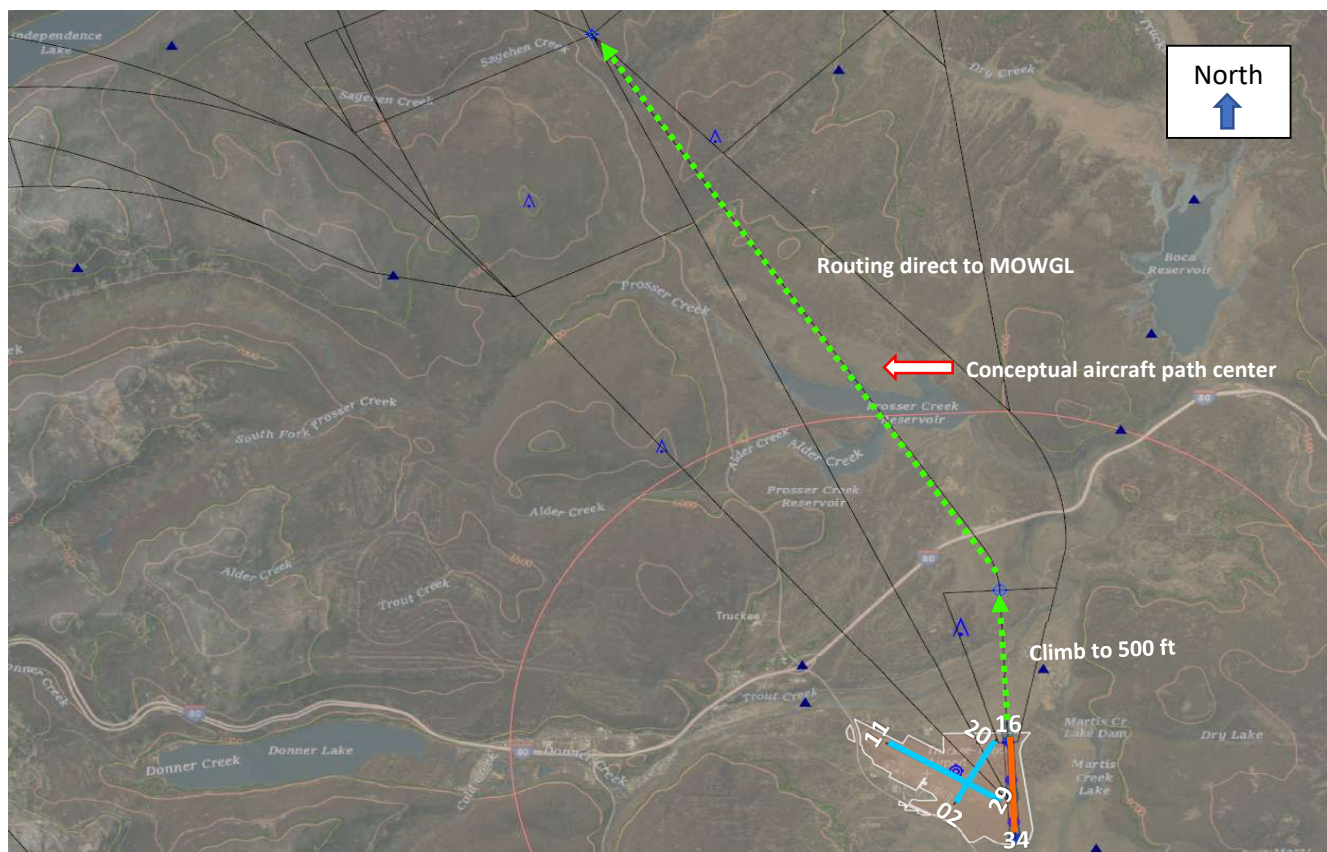 Independence
Lake
Sagehen Creek
Sagehen Creek
Dry Creek
North
Boca
Reservoir
Routing direct to MOWGL
Prosser Creek
Conceptual aircraft path center
80
Prosser Creek
Reservoir
South Fork Prosser Creek
Alder Creek
Alder Creek
Prosser Creek
Reservoir
Alder Creek
80
Alder Creek
Trout Creek
Truckee
Climb to 500 ft
Trout Creek
80
Donner Lake
Donner Creek
80
Donner Creek
Cold Creek
11
20
16
Martis Cr
Lake Dam
Dry Lake
Martis
Creek
Lake
02
29
34